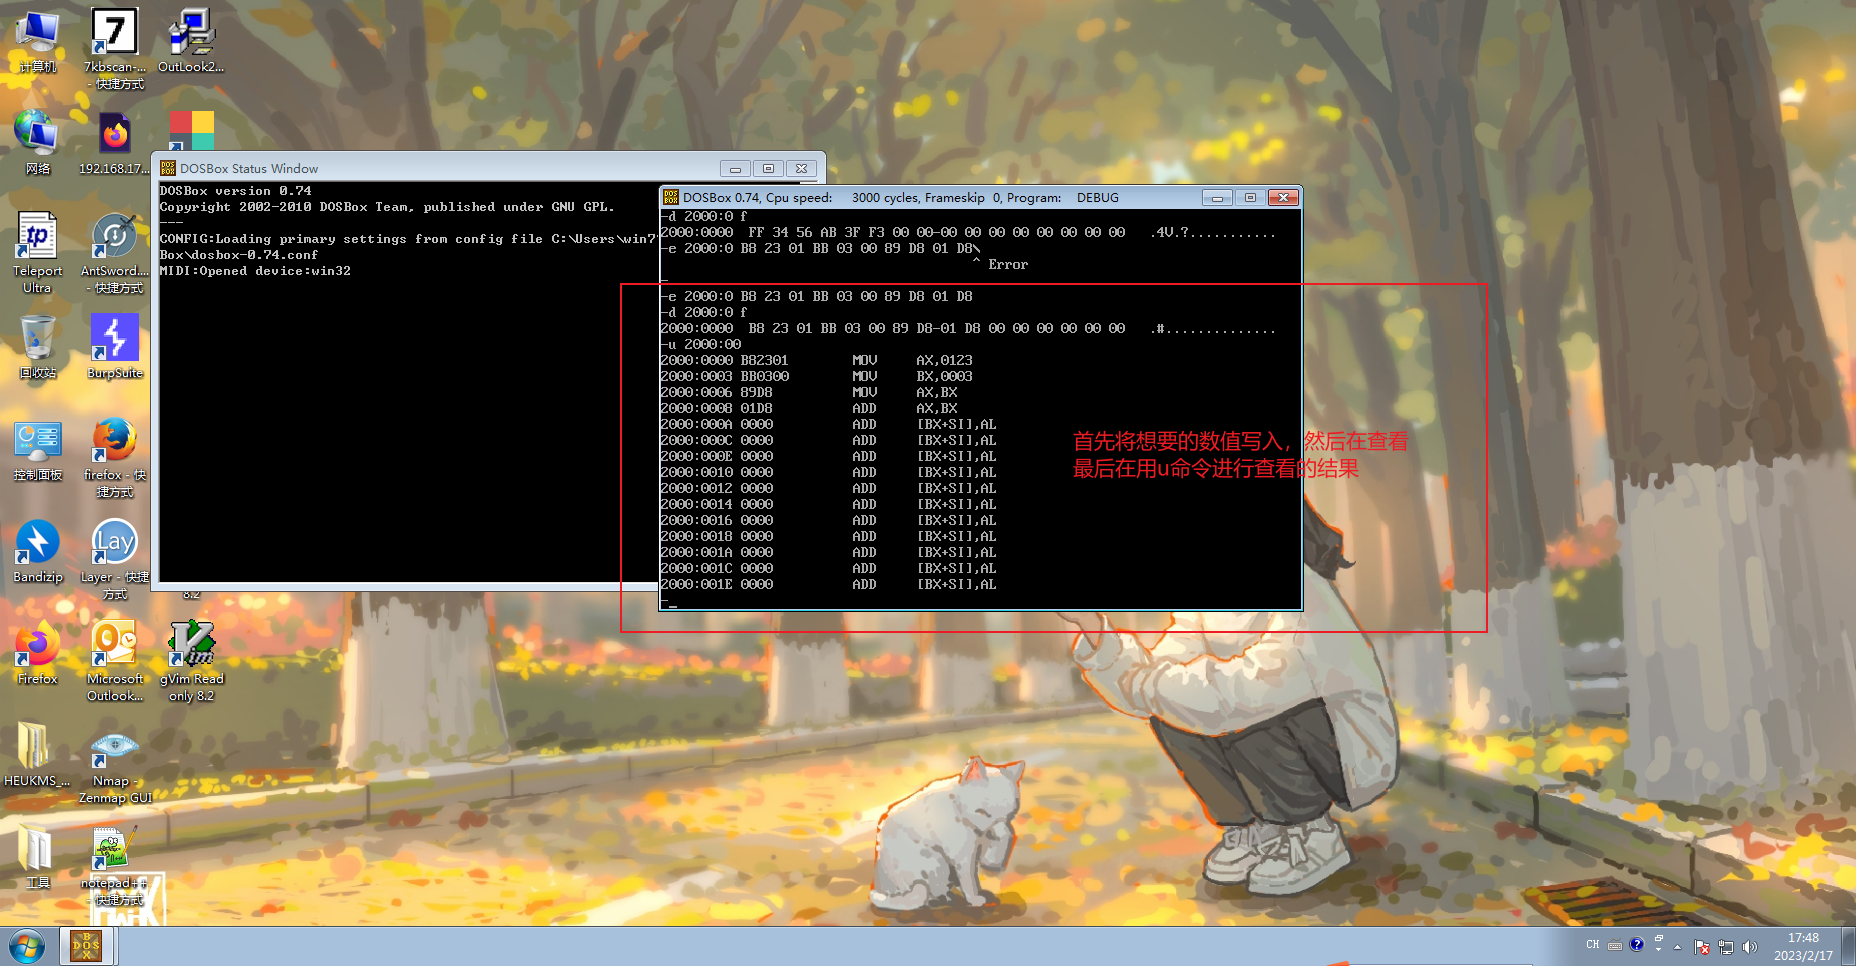 计算机
7kbscan-...
- 快捷方式
OutLook2...
网络
192.168.17...
Teleport
Ultra
AntSword....
- 快捷方式
回收站
BurpSuite
控制面板
firefox - 快
捷方式
Bandizip
Layer - 快捷
方式
8.2
Firefox
Microsoft
Outlook...
gVim Read
only 8.2
HEUKMS_...
Nmap -
Zenmap GUI
工具
notepad++
- 快捷方式
DOSBox Status Window
DOSBox version 0.74
Copyright 2002-2010 DOSBox Team, published under GNU GPL.
---
CONFIG:Loading primary settings from config file C:\Users\win7
Box\dosbox-0.74.conf
MIDI:Opened device:win32
DOSBox 0.74, Cpu speed: 3000 cycles, Frameskip 0, Program: DEBUG
-d 2000:0 f
2000:0000 FF 34 56 AB 3F F3 00 00-00 00 00 00 00 00 00 00 .4V.?...........
-e 2000:0 B8 23 01 BB 03 00 89 D8 01 D8\
^ Error
-
-e 2000:0 B8 23 01 BB 03 00 89 D8 01 D8
-d 2000:0 f
2000:0000 B8 23 01 BB 03 00 89 D8-01 D8 00 00 00 00 00 00 .#..............
-u 2000:00
2000:0000 B82301 MOV AX,0123
2000:0003 BB0300 MOV BX,0003
2000:0006 89D8 MOV AX,BX
2000:0008 01D8 ADD AX,BX
2000:000A 0000 ADD [BX+SI],AL
2000:000C 0000 ADD [BX+SI],AL
2000:000E 0000 ADD [BX+SI],AL
2000:0010 0000 ADD [BX+SI],AL
2000:0012 0000 ADD [BX+SI],AL
2000:0014 0000 ADD [BX+SI],AL
2000:0016 0000 ADD [BX+SI],AL
2000:0018 0000 ADD [BX+SI],AL
2000:001A 0000 ADD [BX+SI],AL
2000:001C 0000 ADD [BX+SI],AL
2000:001E 0000 ADD [BX+SI],AL
-_
首先将想要的数值写入，然后在查看
最后在用u命令进行查看的结果
CH
17:48
2023/2/17